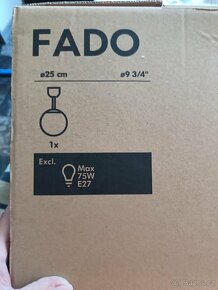 FADO
ø25 cm ø9 3/4"
1x
Excl.
Max
75W
E27